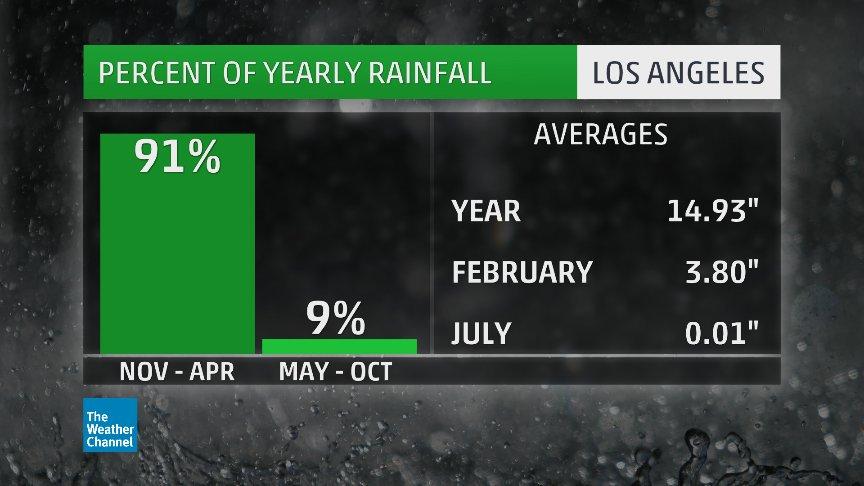 PERCENT OF YEARLY RAINFALL
LOS ANGELES
91%
9%
NOV - APR
MAY - OCT
AVERAGES
YEAR 14.93"
FEBRUARY 3.80"
JULY 0.01"
The
Weather
Channel